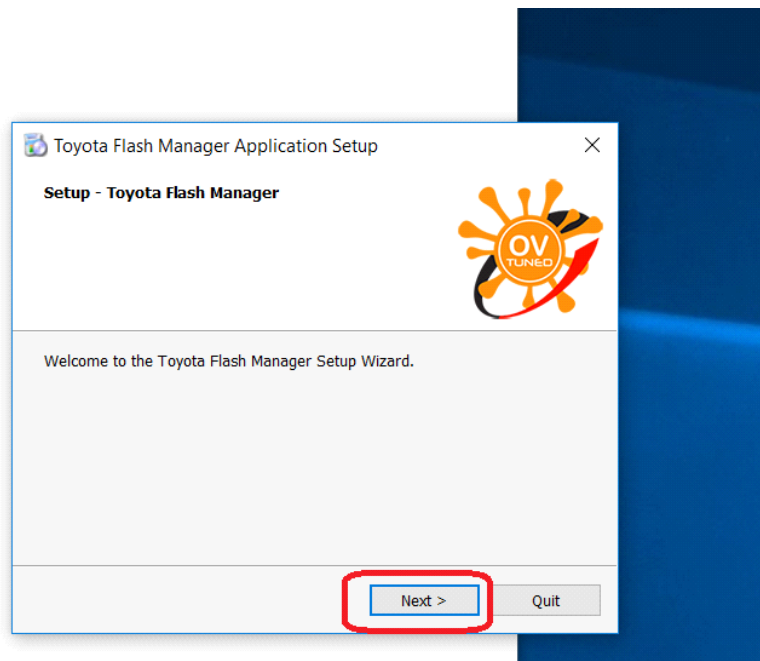 Toyota Flash Manager Application Setup
Setup - Toyota Flash Manager
OV
TUNED
Welcome to the Toyota Flash Manager Setup Wizard.
Next >
Quit